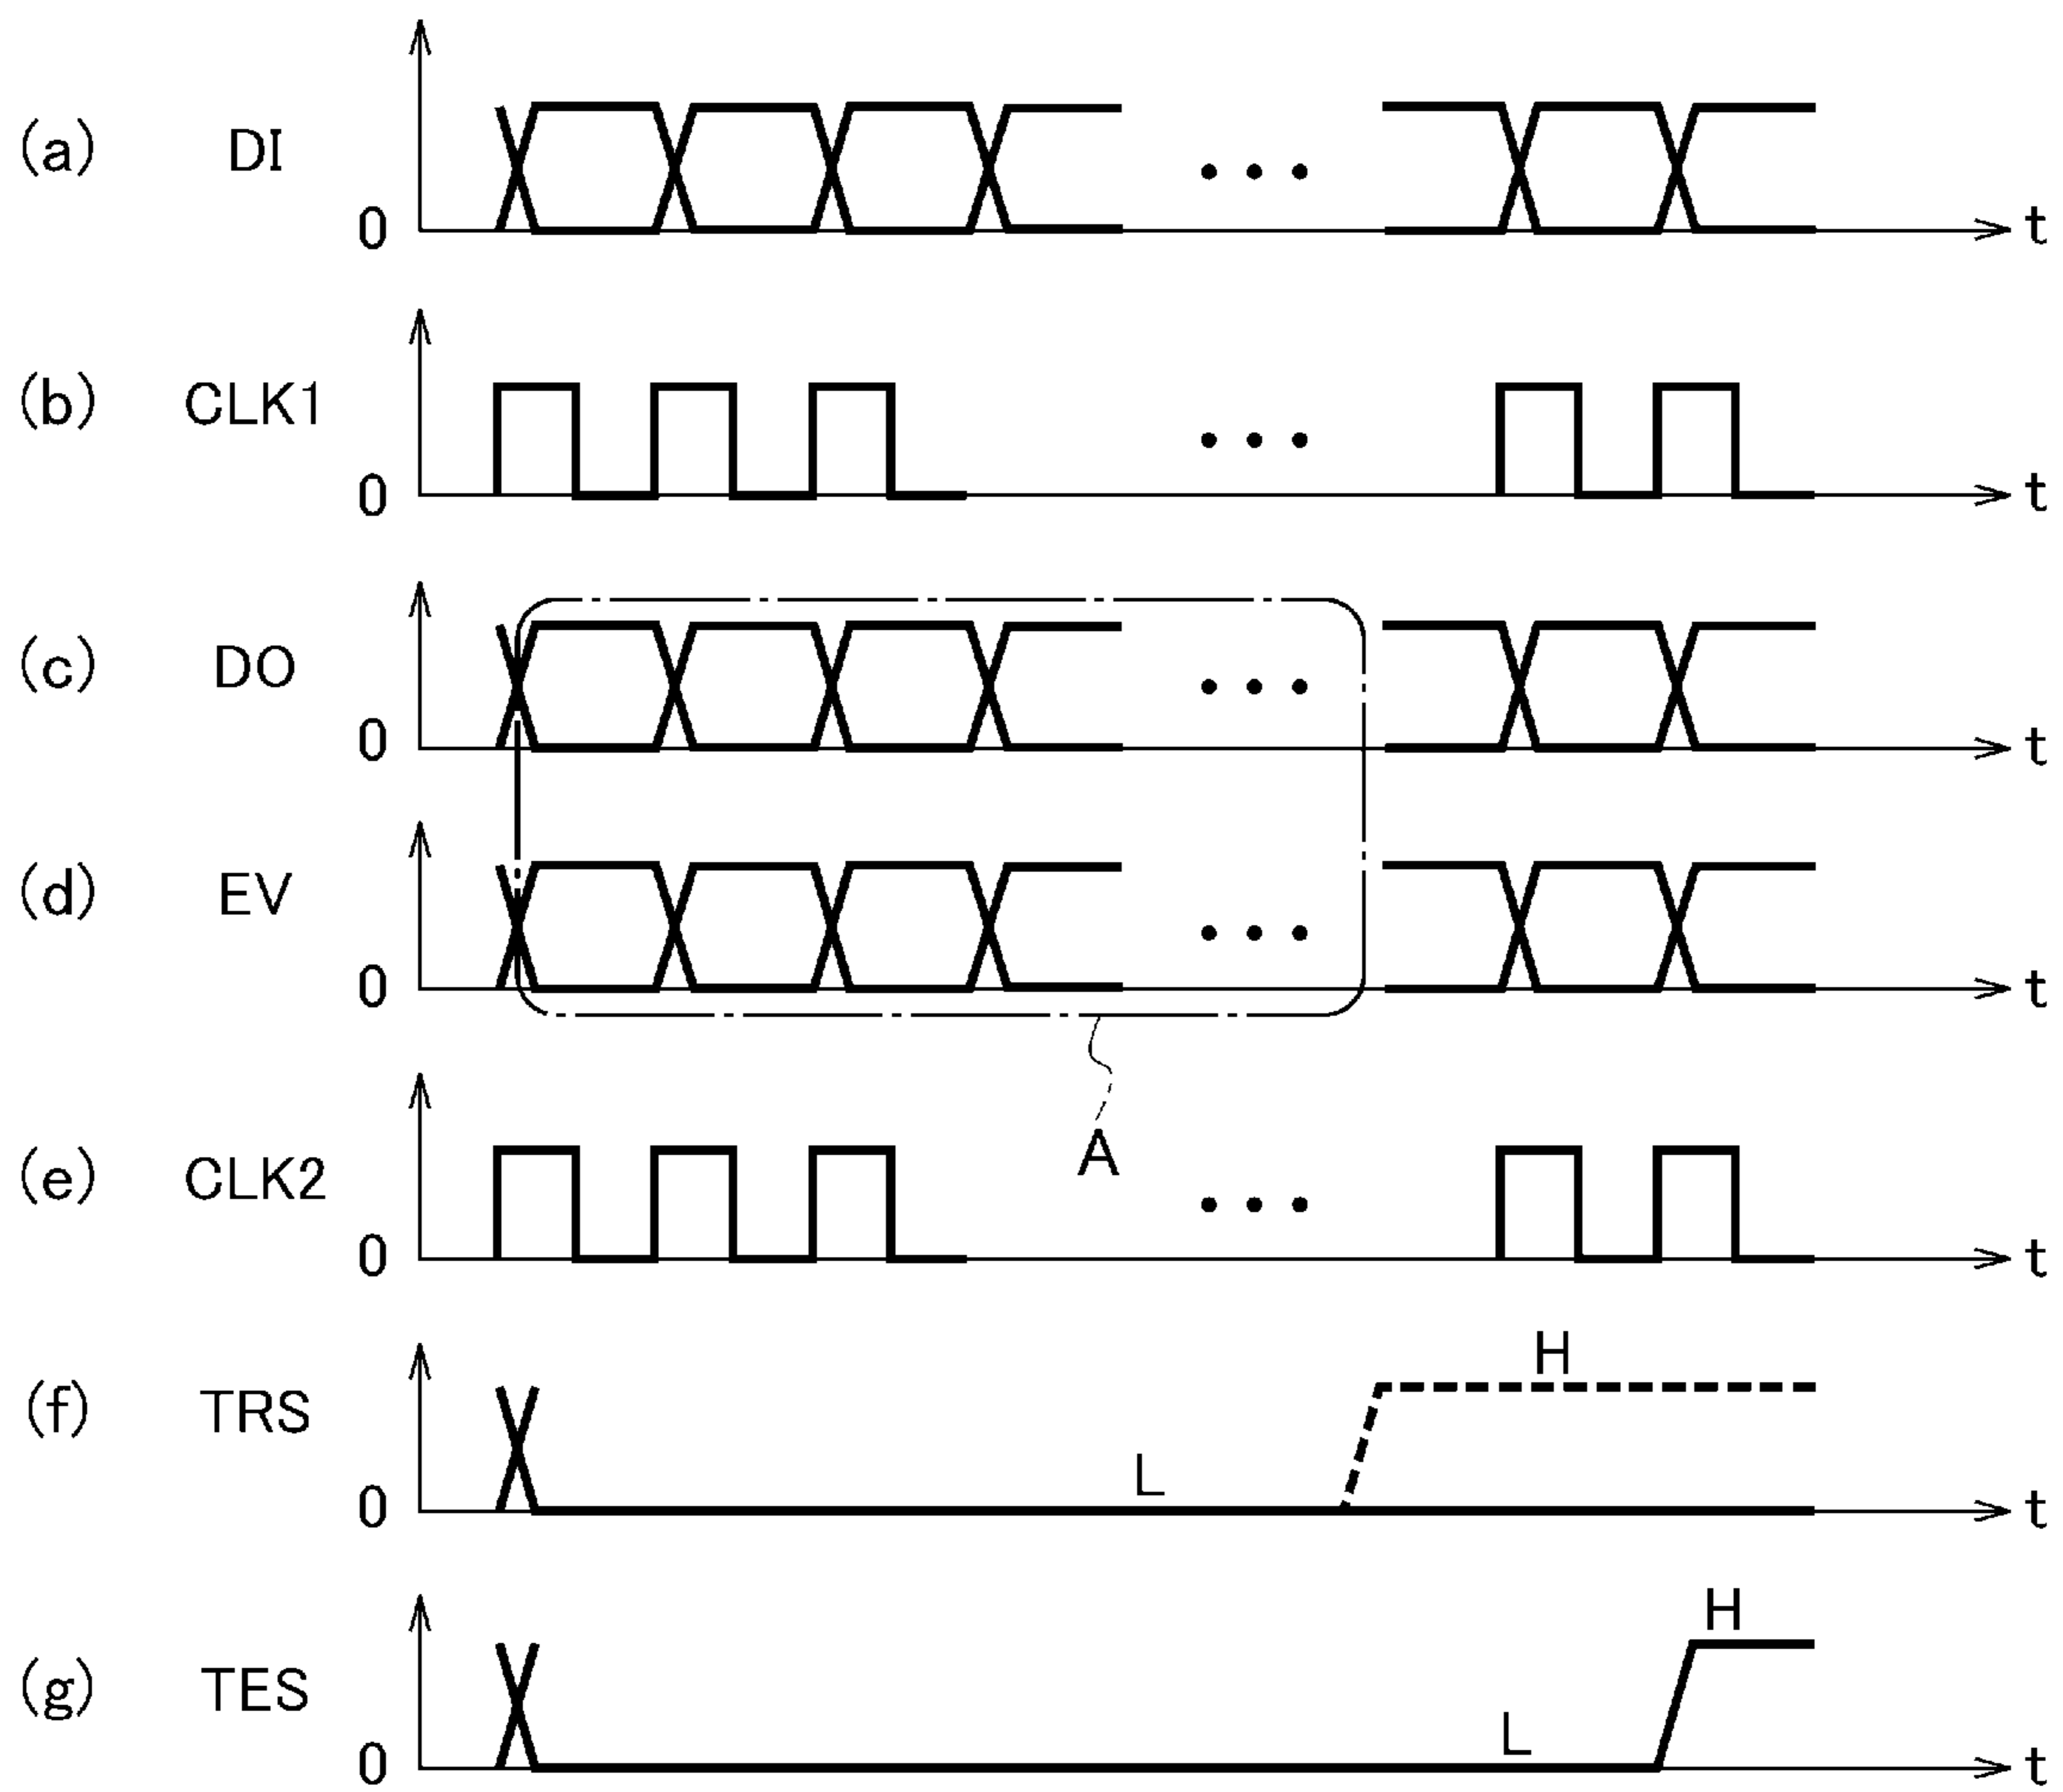 (a) DI 0 t
(b) CLK1 0 t
(c) DO 0 t
(d) EV 0 t
A
(e) CLK2 0 t
(f) TRS L H 0 t
(g) TES L H 0 t